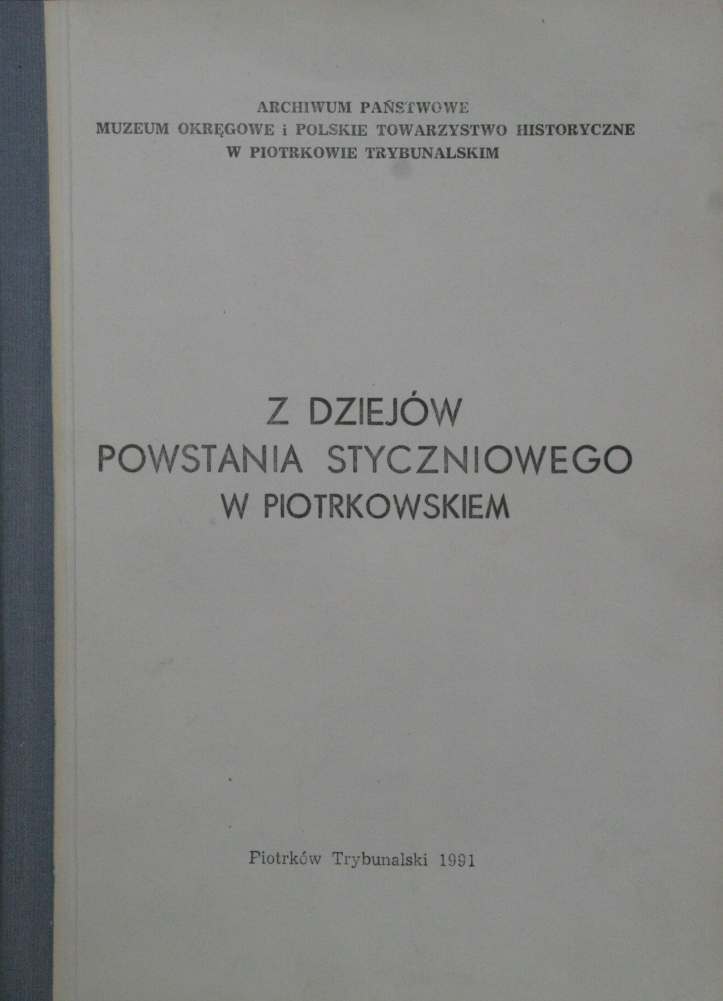 ARCHIWUM PAŃSTWOWE
MUZEUM OKRĘGOWE i POLSKIE TOWARZYSTWO HISTORYCZNE
W PIOTRKOWIE TRYBUNALSKIM
Z DZIEJÓW
POWSTANIA STYCZNIOWEGO
W PIOTRKOWSKIEM
Piotrków Trybunalski 1991